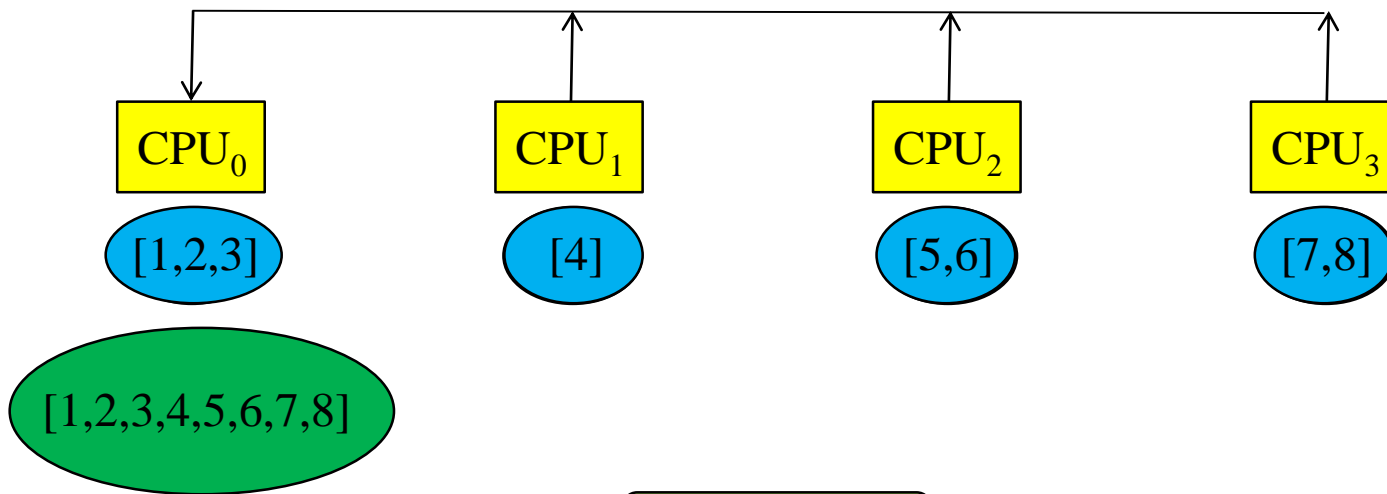 CPU₀ CPU₁ CPU₂ CPU₃
[1,2,3] [4] [5,6] [7,8]
[1,2,3,4,5,6,7,8]